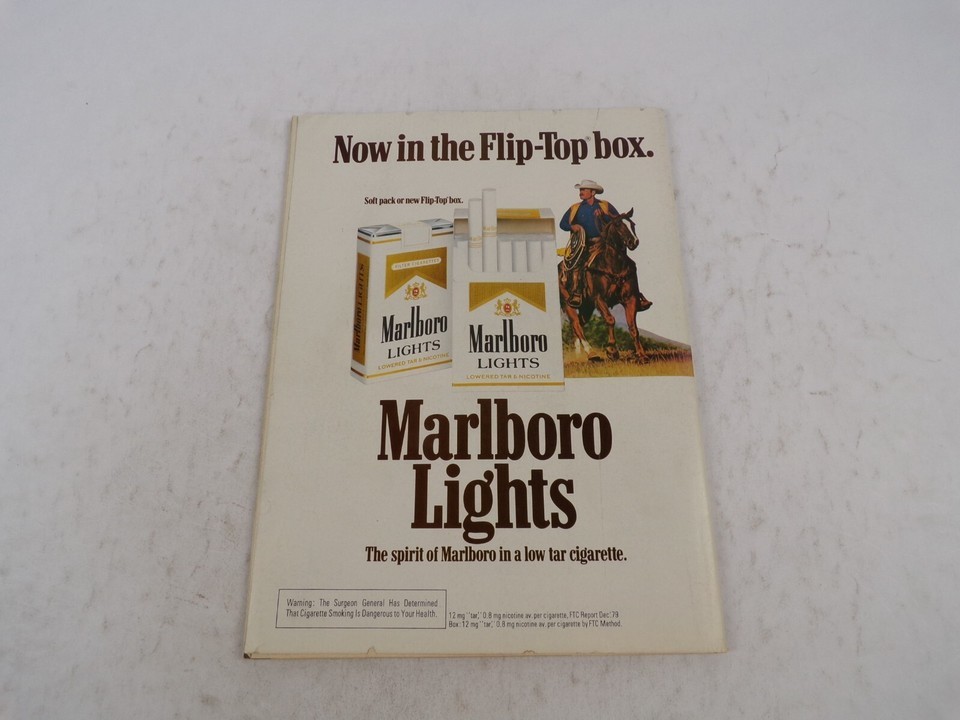 Now in the Flip-Top® box.
Soft pack or new Flip-Top® box.
FILTER CIGARETTES
Marlboro LIGHTS
Marlboro
LIGHTS
LOWERED TAR & NICOTINE
Marlboro
LIGHTS
LOWERED TAR & NICOTINE
Marlboro
Lights
The spirit of Marlboro in a low tar cigarette.
Warning: The Surgeon General Has Determined
That Cigarette Smoking Is Dangerous to Your Health.
12 mg "tar," 0.8 mg nicotine av. per cigarette, FTC Report Dec.'79.
Box: 12 mg "tar," 0.8 mg nicotine av. per cigarette by FTC Method.